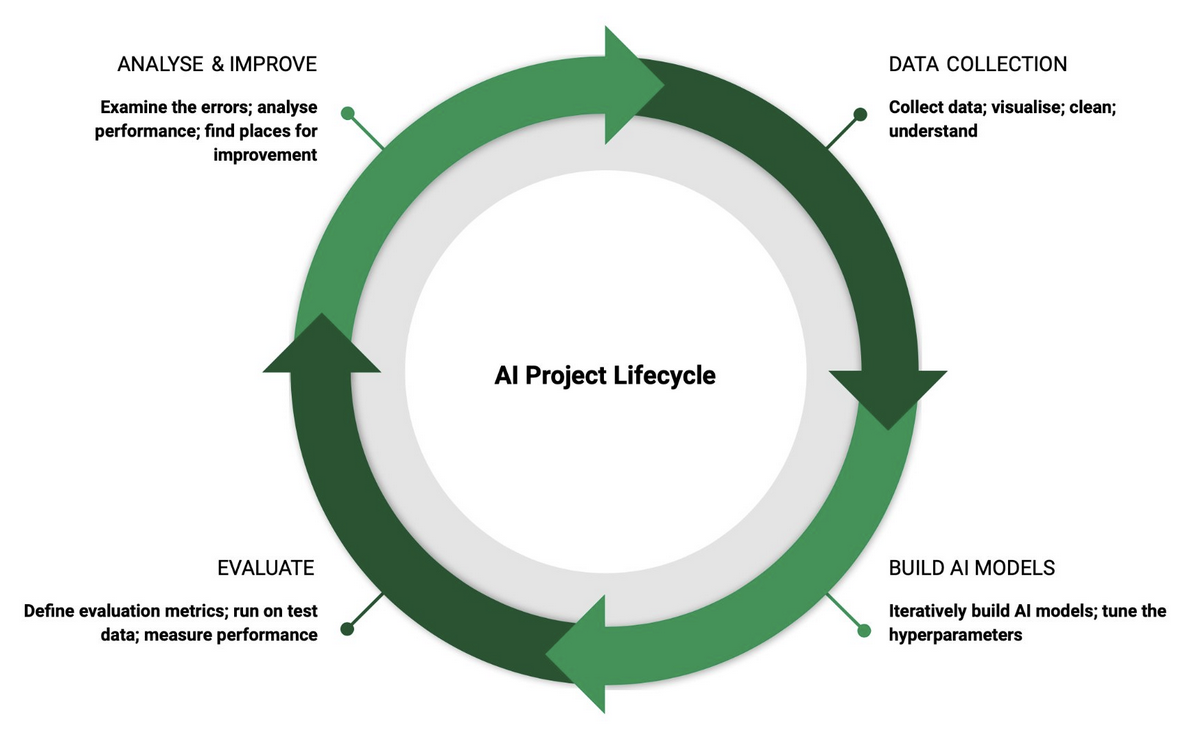 ANALYSE & IMPROVE
Examine the errors; analyse
performance; find places for
improvement
DATA COLLECTION
Collect data; visualise; clean;
understand
AI Project Lifecycle
EVALUATE
Define evaluation metrics; run on test
data; measure performance
BUILD AI MODELS
Iteratively build AI models; tune the
hyperparameters